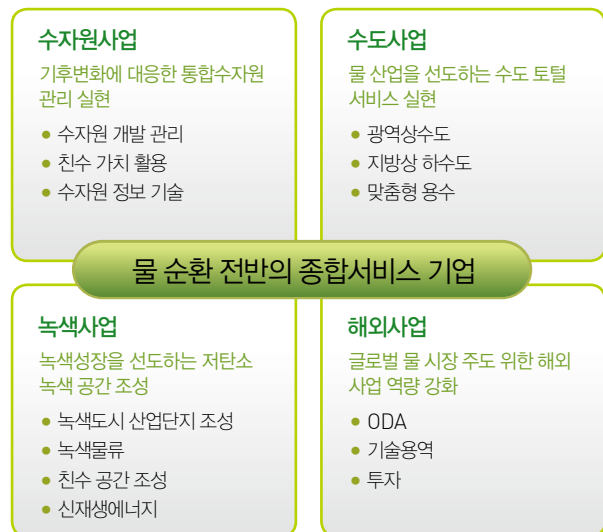 수자원사업
기후변화에 대응한 통합수자원
관리 실현
• 수자원 개발 관리
• 친수 가치 활용
• 수자원 정보 기술
수도사업
물 산업을 선도하는 수도 토털
서비스 실현
• 광역상수도
• 지방상 하수도
• 맞춤형 용수
물 순환 전반의 종합서비스 기업
녹색사업
녹색성장을 선도하는 저탄소
녹색 공간 조성
• 녹색도시 산업단지 조성
• 녹색물류
• 친수 공간 조성
• 신재생에너지
해외사업
글로벌 물 시장 주도 위한 해외
사업 역량 강화
• ODA
• 기술용역
• 투자